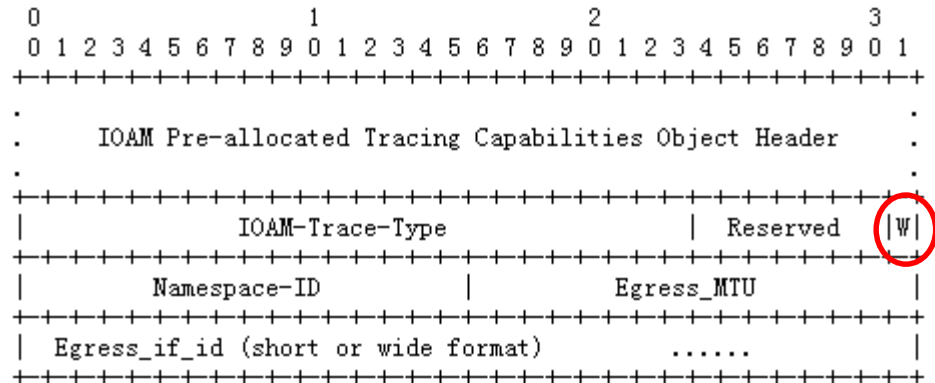 0                   1                   2                   3
0 1 2 3 4 5 6 7 8 9 0 1 2 3 4 5 6 7 8 9 0 1 2 3 4 5 6 7 8 9 0 1
+-+-+-+-+-+-+-+-+-+-+-+-+-+-+-+-+-+-+-+-+-+-+-+-+-+-+-+-+-+-+-+-+
. .
. IOAM Pre-allocated Tracing Capabilities Object Header .
. .
+-+-+-+-+-+-+-+-+-+-+-+-+-+-+-+-+-+-+-+-+-+-+-+-+-+-+-+-+-+-+-+-+
| IOAM-Trace-Type | Reserved |W|
+-+-+-+-+-+-+-+-+-+-+-+-+-+-+-+-+-+-+-+-+-+-+-+-+-+-+-+-+-+-+-+-+
| Namespace-ID | Egress_MTU |
+-+-+-+-+-+-+-+-+-+-+-+-+-+-+-+-+-+-+-+-+-+-+-+-+-+-+-+-+-+-+-+-+
| Egress_if_id (short or wide format) ...... |
+-+-+-+-+-+-+-+-+-+-+-+-+-+-+-+-+-+-+-+-+-+-+-+-+-+-+-+-+-+-+-+-+